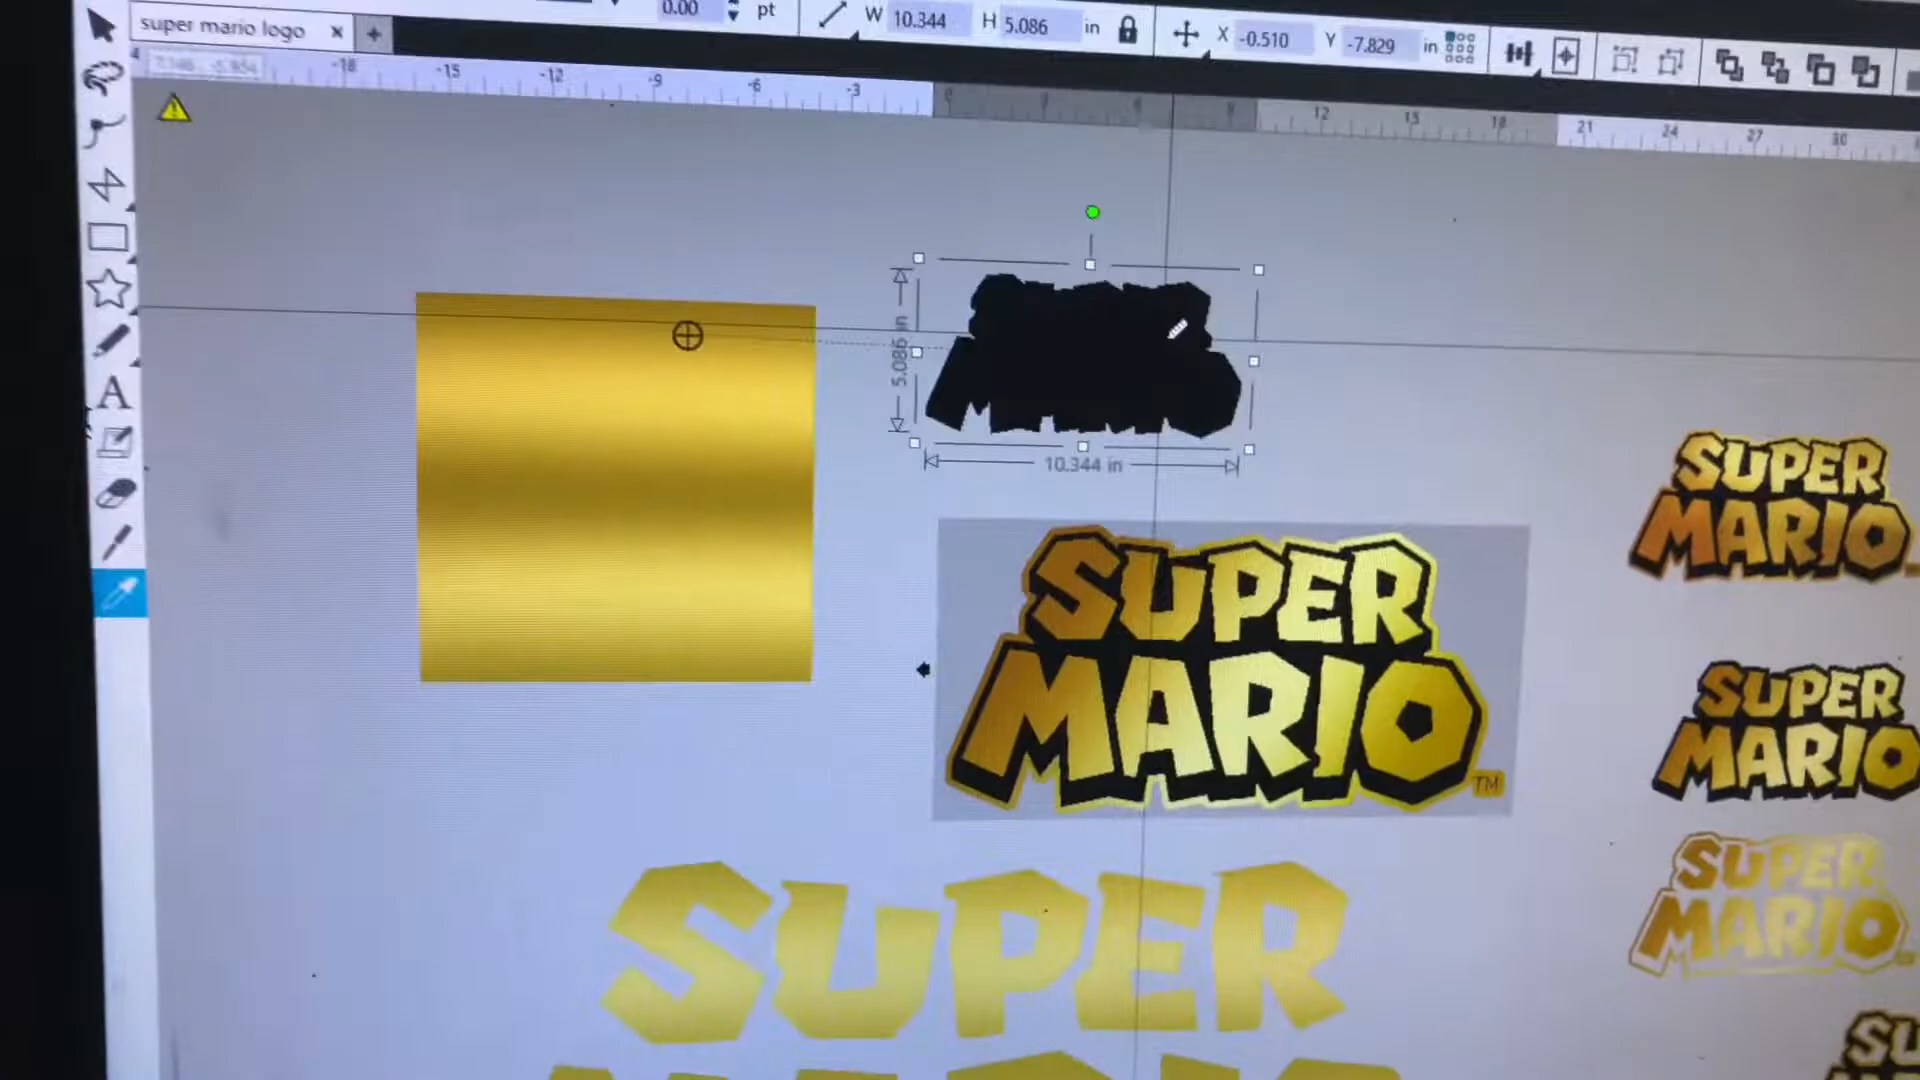 0.00 pt W 10.344 H 5.086 in X -0.510 Y -7.829 in
super mario logo × +
-18 -15 -12 -9 -6 -3 0 12 15 18 21 24 27 30
A
5.086 in
10.344 in
SUPER
MARIO
TM
SUPER
MARIO
SUPER
MARIO
SUPER
MARIO
SUPER
SU